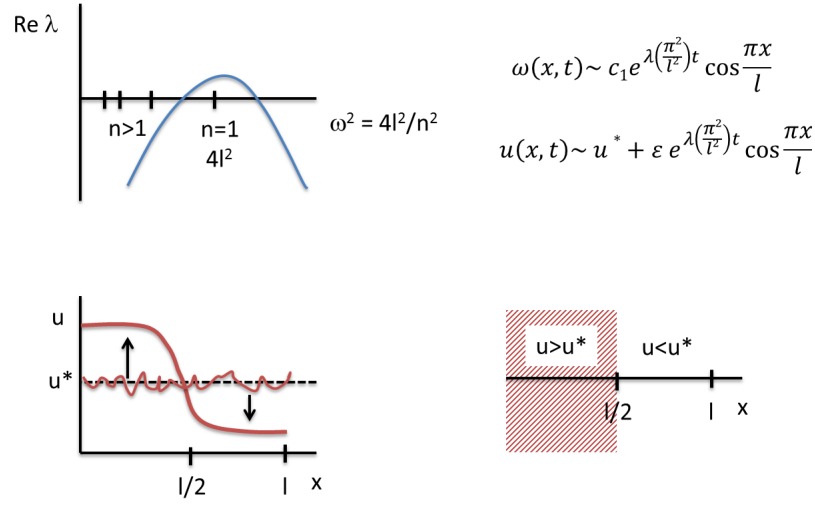 Re λ
n>1
n=1
4l²
ω² = 4l²/n²
ω(x, t)~ c₁e^{λ(π²/l²)t} cos πx/l
u(x, t)~ u* + ε e^{λ(π²/l²)t} cos πx/l
u
u*
l/2
l
x
u>u*
u<u*
l/2
l
x